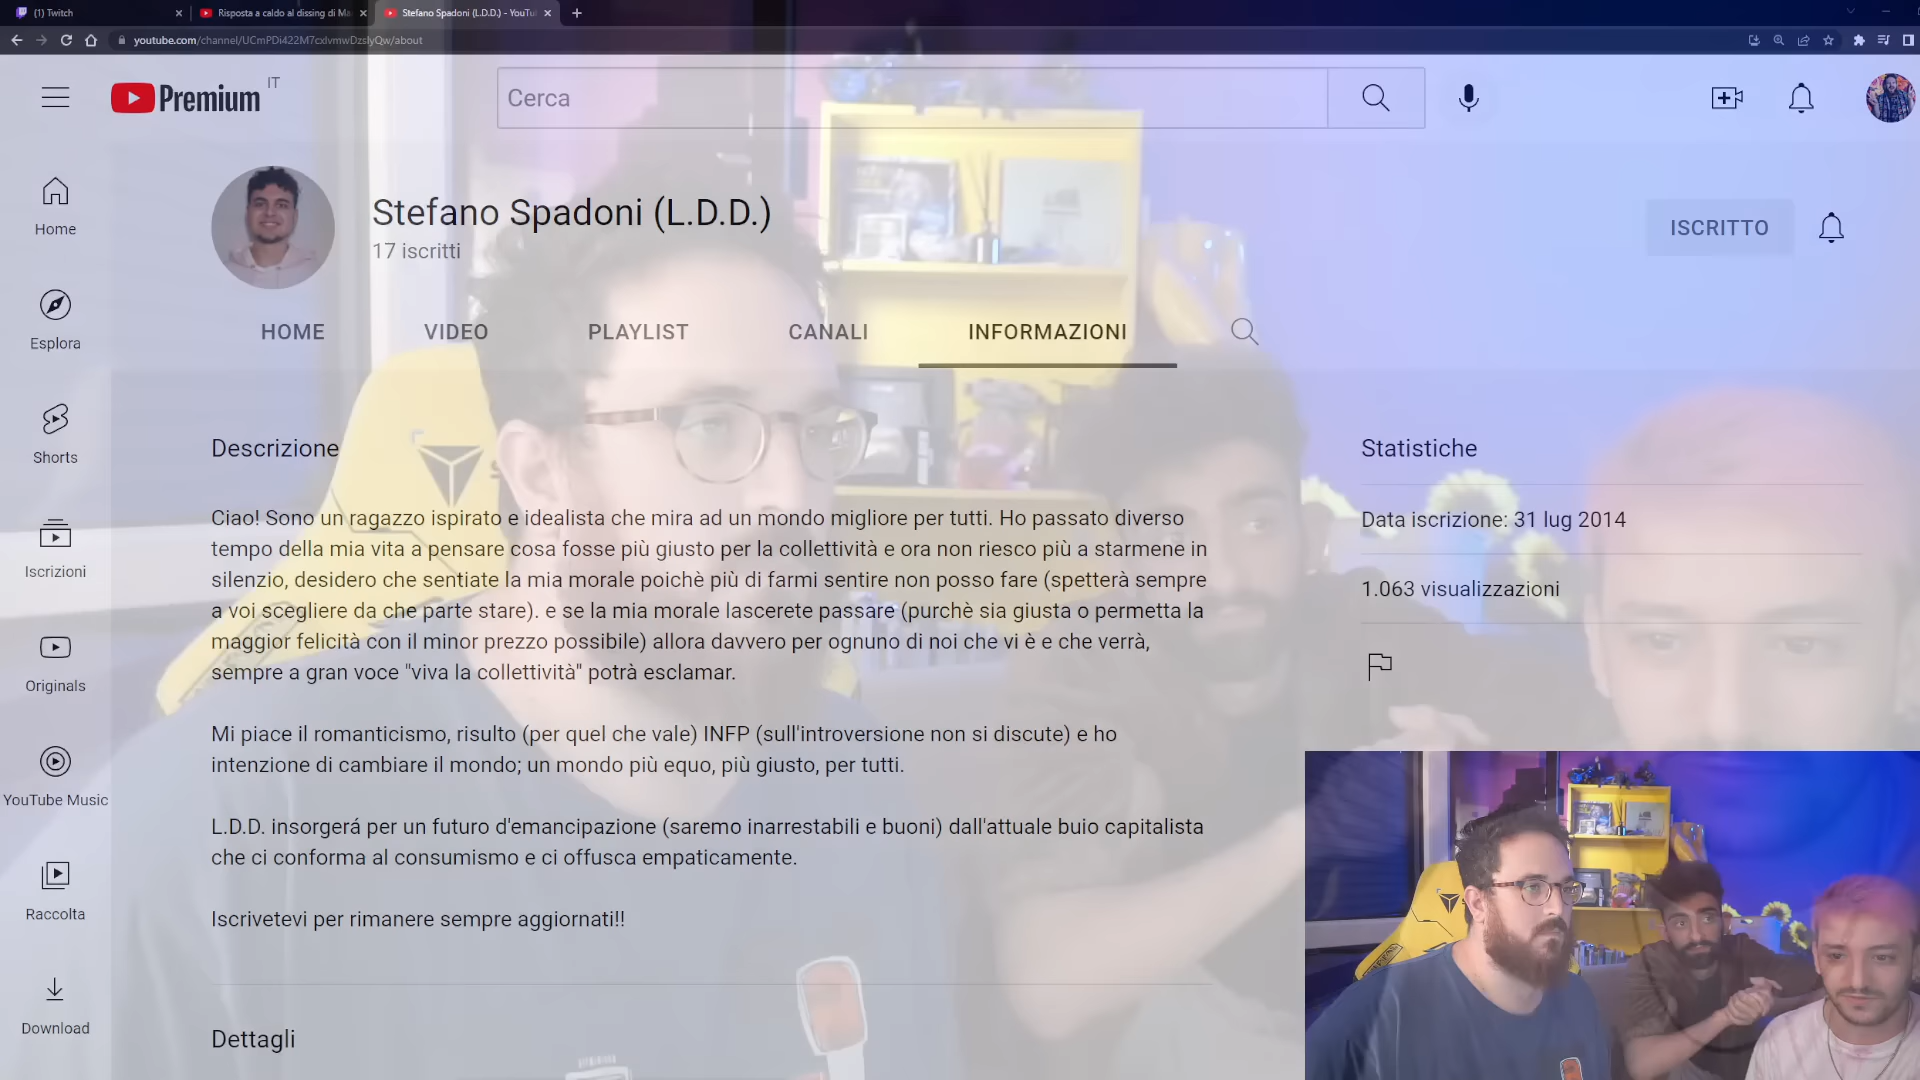 (1) Twitch
Risposta a caldo al dissing di Ma
Stefano Spadoni (L.D.D.) - YouTu
youtube.com/channel/UCmPDi422M7cxlvmwDzslyQw/about
Premium
IT
Cerca
Stefano Spadoni (L.D.D.)
17 iscritti
ISCRITTO
HOME
VIDEO
PLAYLIST
CANALI
INFORMAZIONI
Home
Esplora
Shorts
Iscrizioni
Originals
YouTube Music
Raccolta
Download
Descrizione
Ciao! Sono un ragazzo ispirato e idealista che mira ad un mondo migliore per tutti. Ho passato diverso
tempo della mia vita a pensare cosa fosse più giusto per la collettività e ora non riesco più a starmene in
silenzio, desidero che sentiate la mia morale poichè più di farmi sentire non posso fare (spetterà sempre
a voi scegliere da che parte stare). e se la mia morale lascerete passare (purchè sia giusta o permetta la
maggior felicità con il minor prezzo possibile) allora davvero per ognuno di noi che vi è e che verrà,
sempre a gran voce "viva la collettività" potrà esclamar.
Mi piace il romanticismo, risulto (per quel che vale) INFP (sull'introversione non si discute) e ho
intenzione di cambiare il mondo; un mondo più equo, più giusto, per tutti.
L.D.D. insorgerá per un futuro d'emancipazione (saremo inarrestabili e buoni) dall'attuale buio capitalista
che ci conforma al consumismo e ci offusca empaticamente.
Iscrivetevi per rimanere sempre aggiornati!!
Dettagli
Statistiche
Data iscrizione: 31 lug 2014
1.063 visualizzazioni